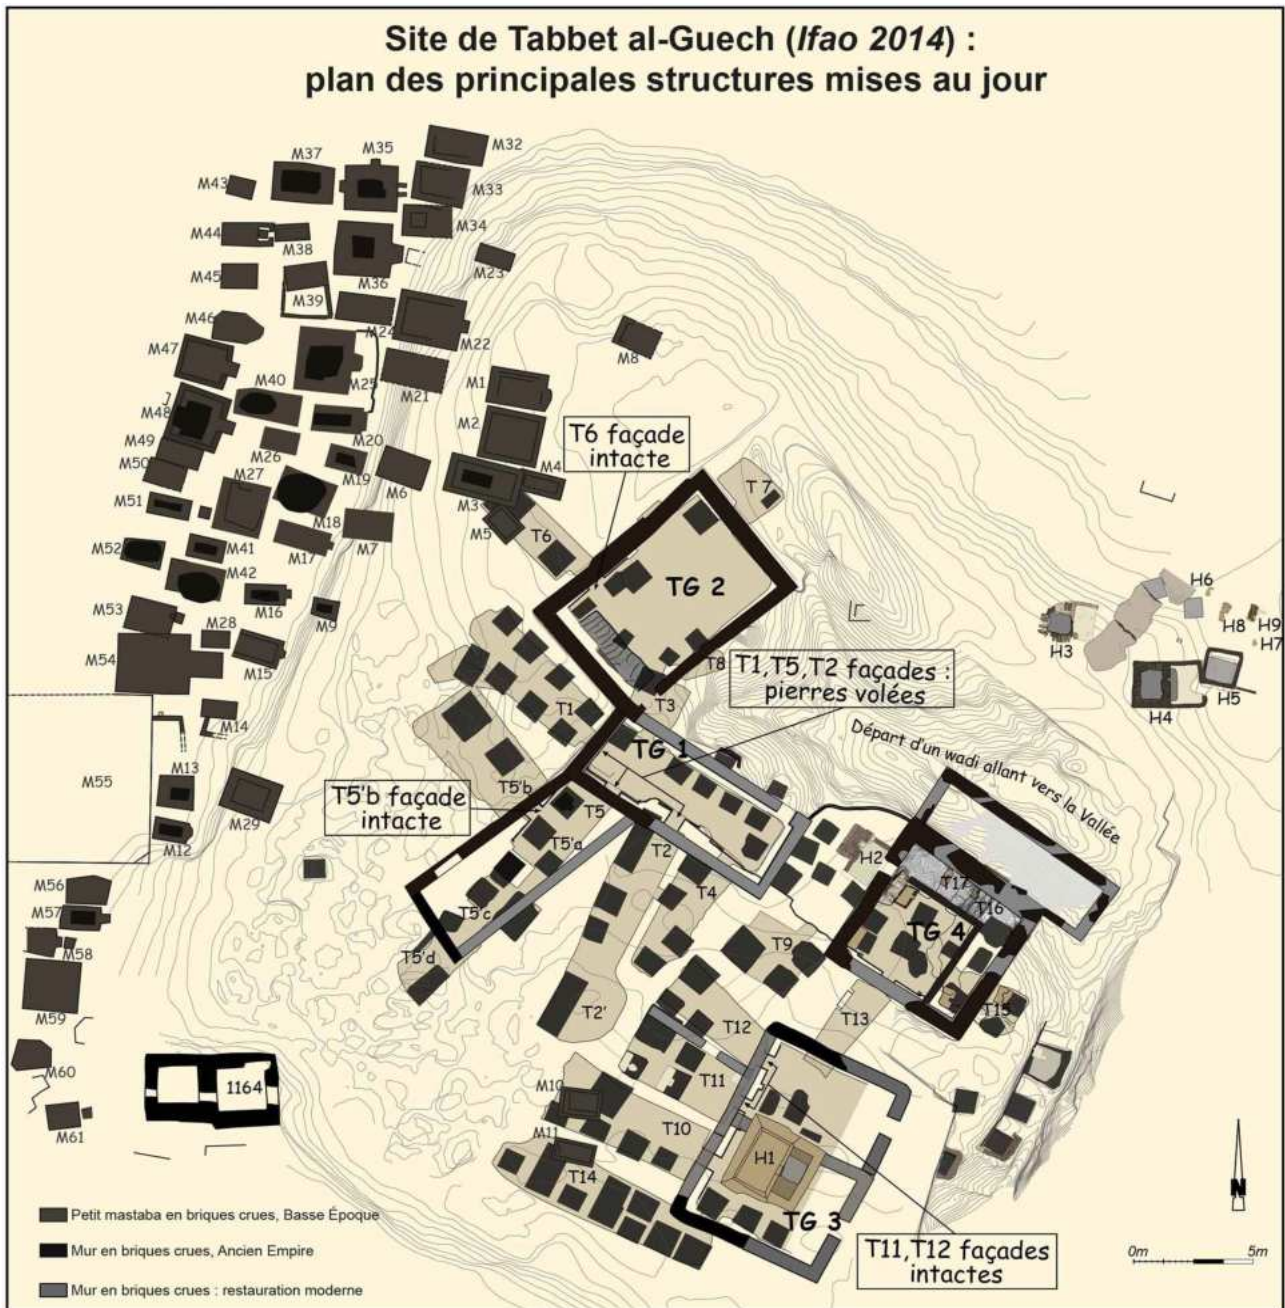 Site de Tabbet al-Guech (Ifao 2014) :
plan des principales structures mises au jour
M32
M35
M37
M33
M43
M34
M44
M38
M23
M45
M36
M39
M46
M24
M22
M8
M47
M25
M1
M40
M21
M48
M2
M20
T6 façade
intacte
M49
M26
M4
M50
M19
M6
M27
M3
T7
M51
M18
M5
M7
T6
M17
M52
M41
M42
TG 2
M16
H6
M53
M9
H8
H9
M28
H7
H3
M54
M15
T8
T1,T5,T2 façades :
pierres volées
H5
H4
T3
T1
M14
TG 1
Départ d'un wadi allant vers la Vallée
M55
M13
T5'b
T5'b façade
intacte
T5
M29
M12
T5'a
T2
H2
M56
T4
T17
M57
T16
T5'c
TG 4
M58
T9
T5'd
M59
T15
T2'
T13
T12
M60
1164
T11
M10
M61
T10
M11
H1
T14
TG 3
N
Petit mastaba en briques crues, Basse Époque
Mur en briques crues, Ancien Empire
Mur en briques crues : restauration moderne
T11,T12 façades
intactes
0m 5m